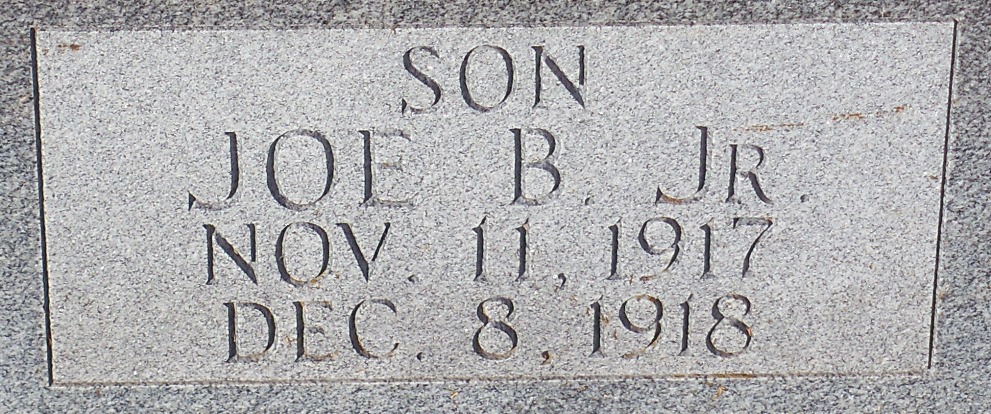 SON
JOE B. JR.
NOV. 11, 1917
DEC. 8, 1918